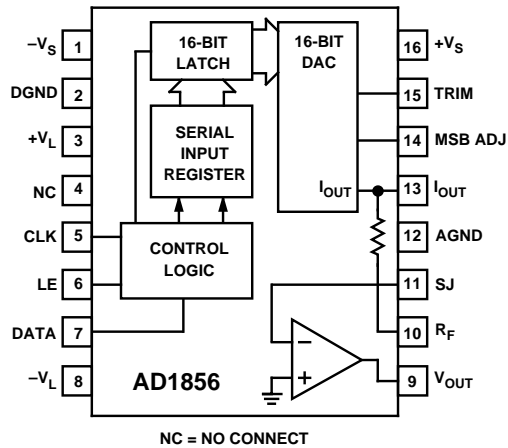 –VS 1
DGND 2
+VL 3
NC 4
CLK 5
LE 6
DATA 7
–VL 8
16-BIT
LATCH
SERIAL
INPUT
REGISTER
CONTROL
LOGIC
16-BIT
DAC
IOUT
–
+
AD1856
16 +VS
15 TRIM
14 MSB ADJ
13 IOUT
12 AGND
11 SJ
10 RF
9 VOUT
NC = NO CONNECT